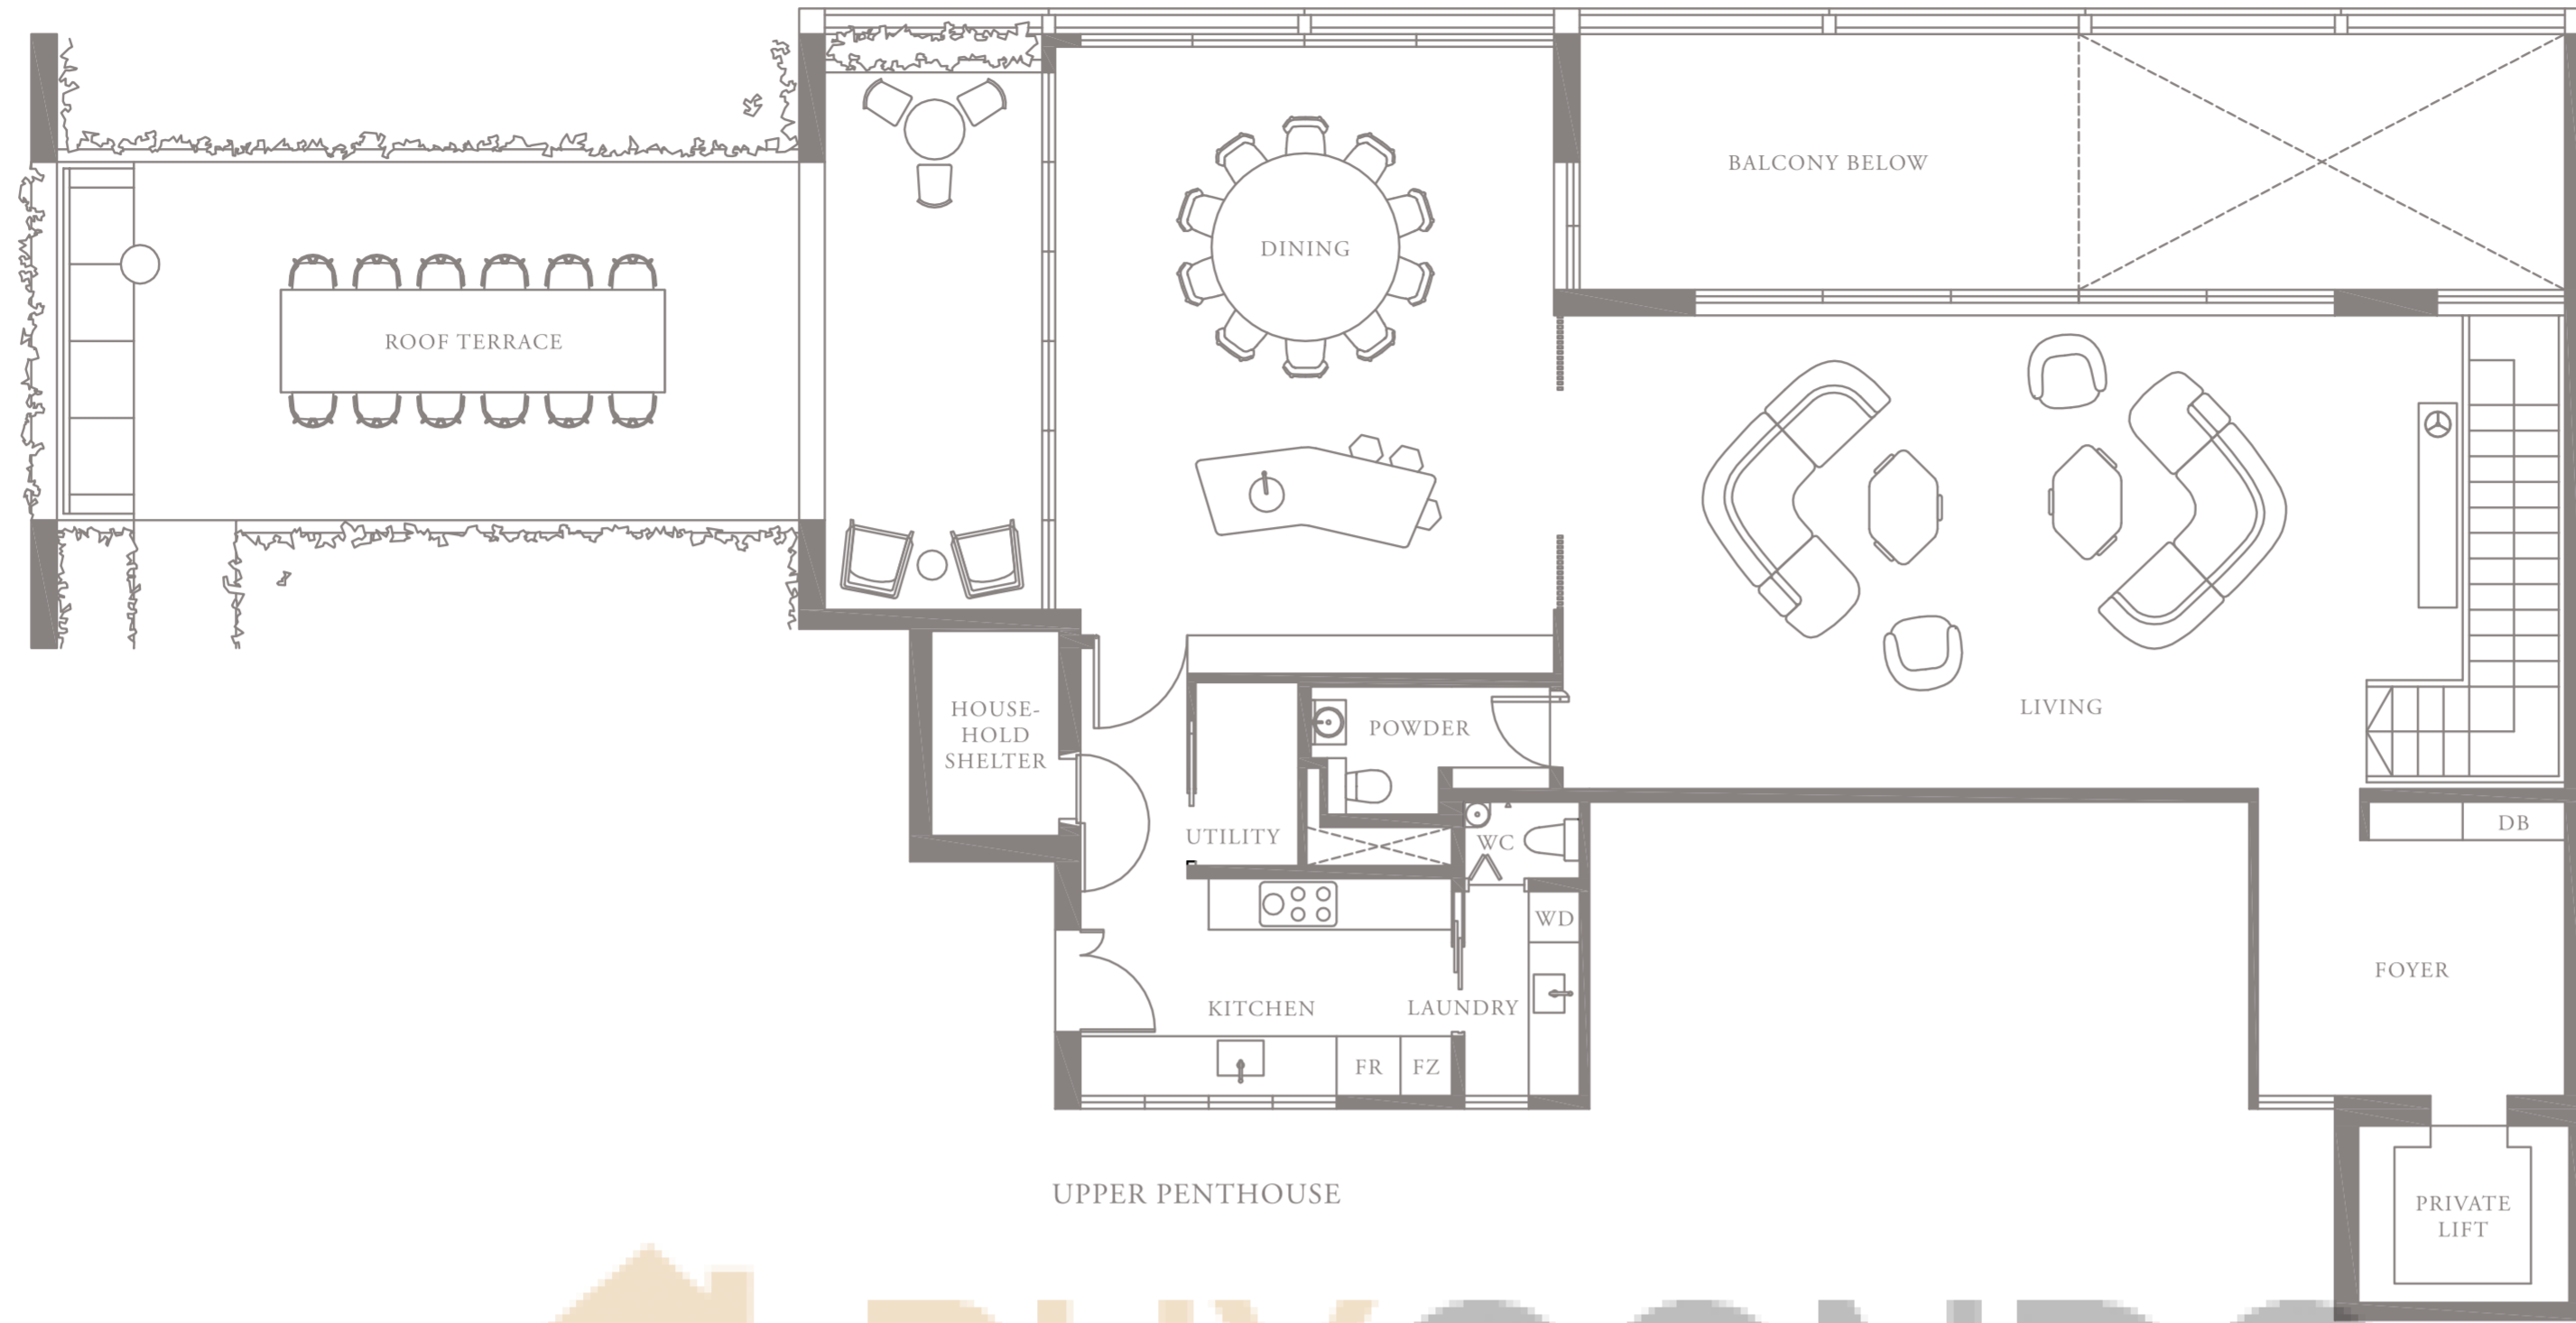 BALCONY BELOW
DINING
ROOF TERRACE
LIVING
HOUSE-
HOLD
SHELTER
POWDER
UTILITY
WC
DB
WD
FOYER
KITCHEN
LAUNDRY
FR
FZ
UPPER PENTHOUSE
PRIVATE
LIFT